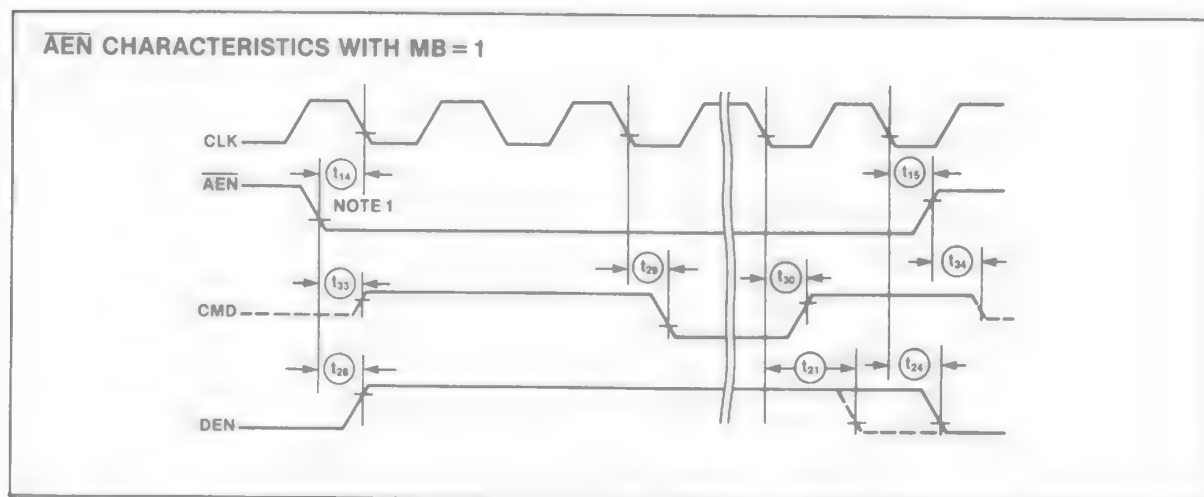 AEN CHARACTERISTICS WITH MB = 1
CLK
t14
t15
AEN
NOTE 1
t29
t30
t34
t33
CMD
t28
t21
t24
DEN